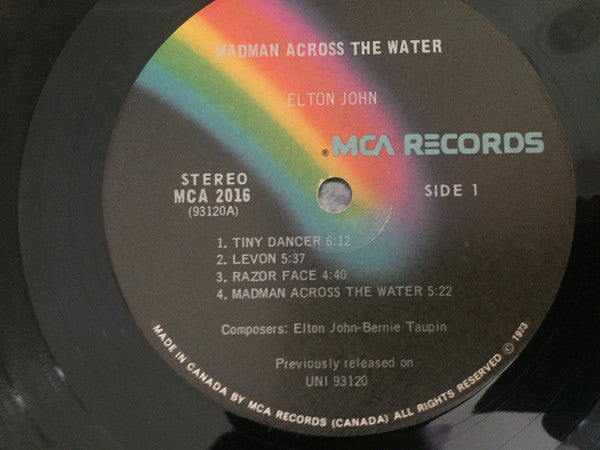 MADMAN ACROSS THE WATER
ELTON JOHN
® MCA RECORDS
STEREO
MCA 2016
(93120A)
SIDE 1
1. TINY DANCER 6:12
2. LEVON 5:37
3. RAZOR FACE 4:40
4. MADMAN ACROSS THE WATER 5:22
Composers: Elton John-Bernie Taupin
Previously released on
UNI 93120
MADE IN CANADA BY MCA RECORDS (CANADA) ALL RIGHTS RESERVED © 1973